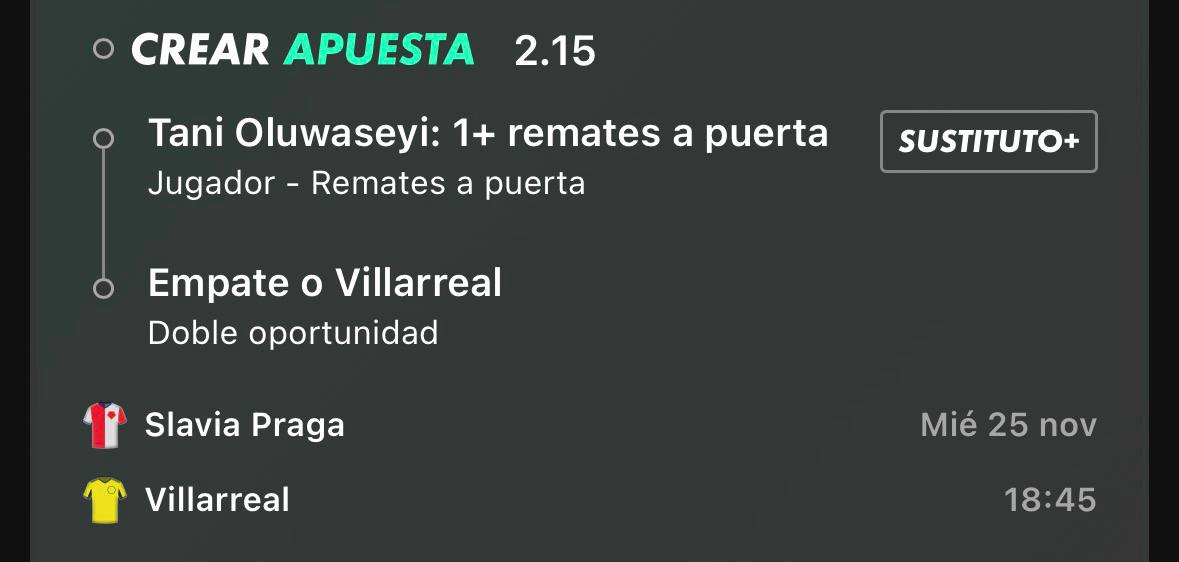 CREAR APUESTA 2.15
Tani Oluwaseyi: 1+ remates a puerta SUSTITUTO+
Jugador - Remates a puerta
Empate o Villarreal
Doble oportunidad
Slavia Praga Mié 25 nov
Villarreal 18:45